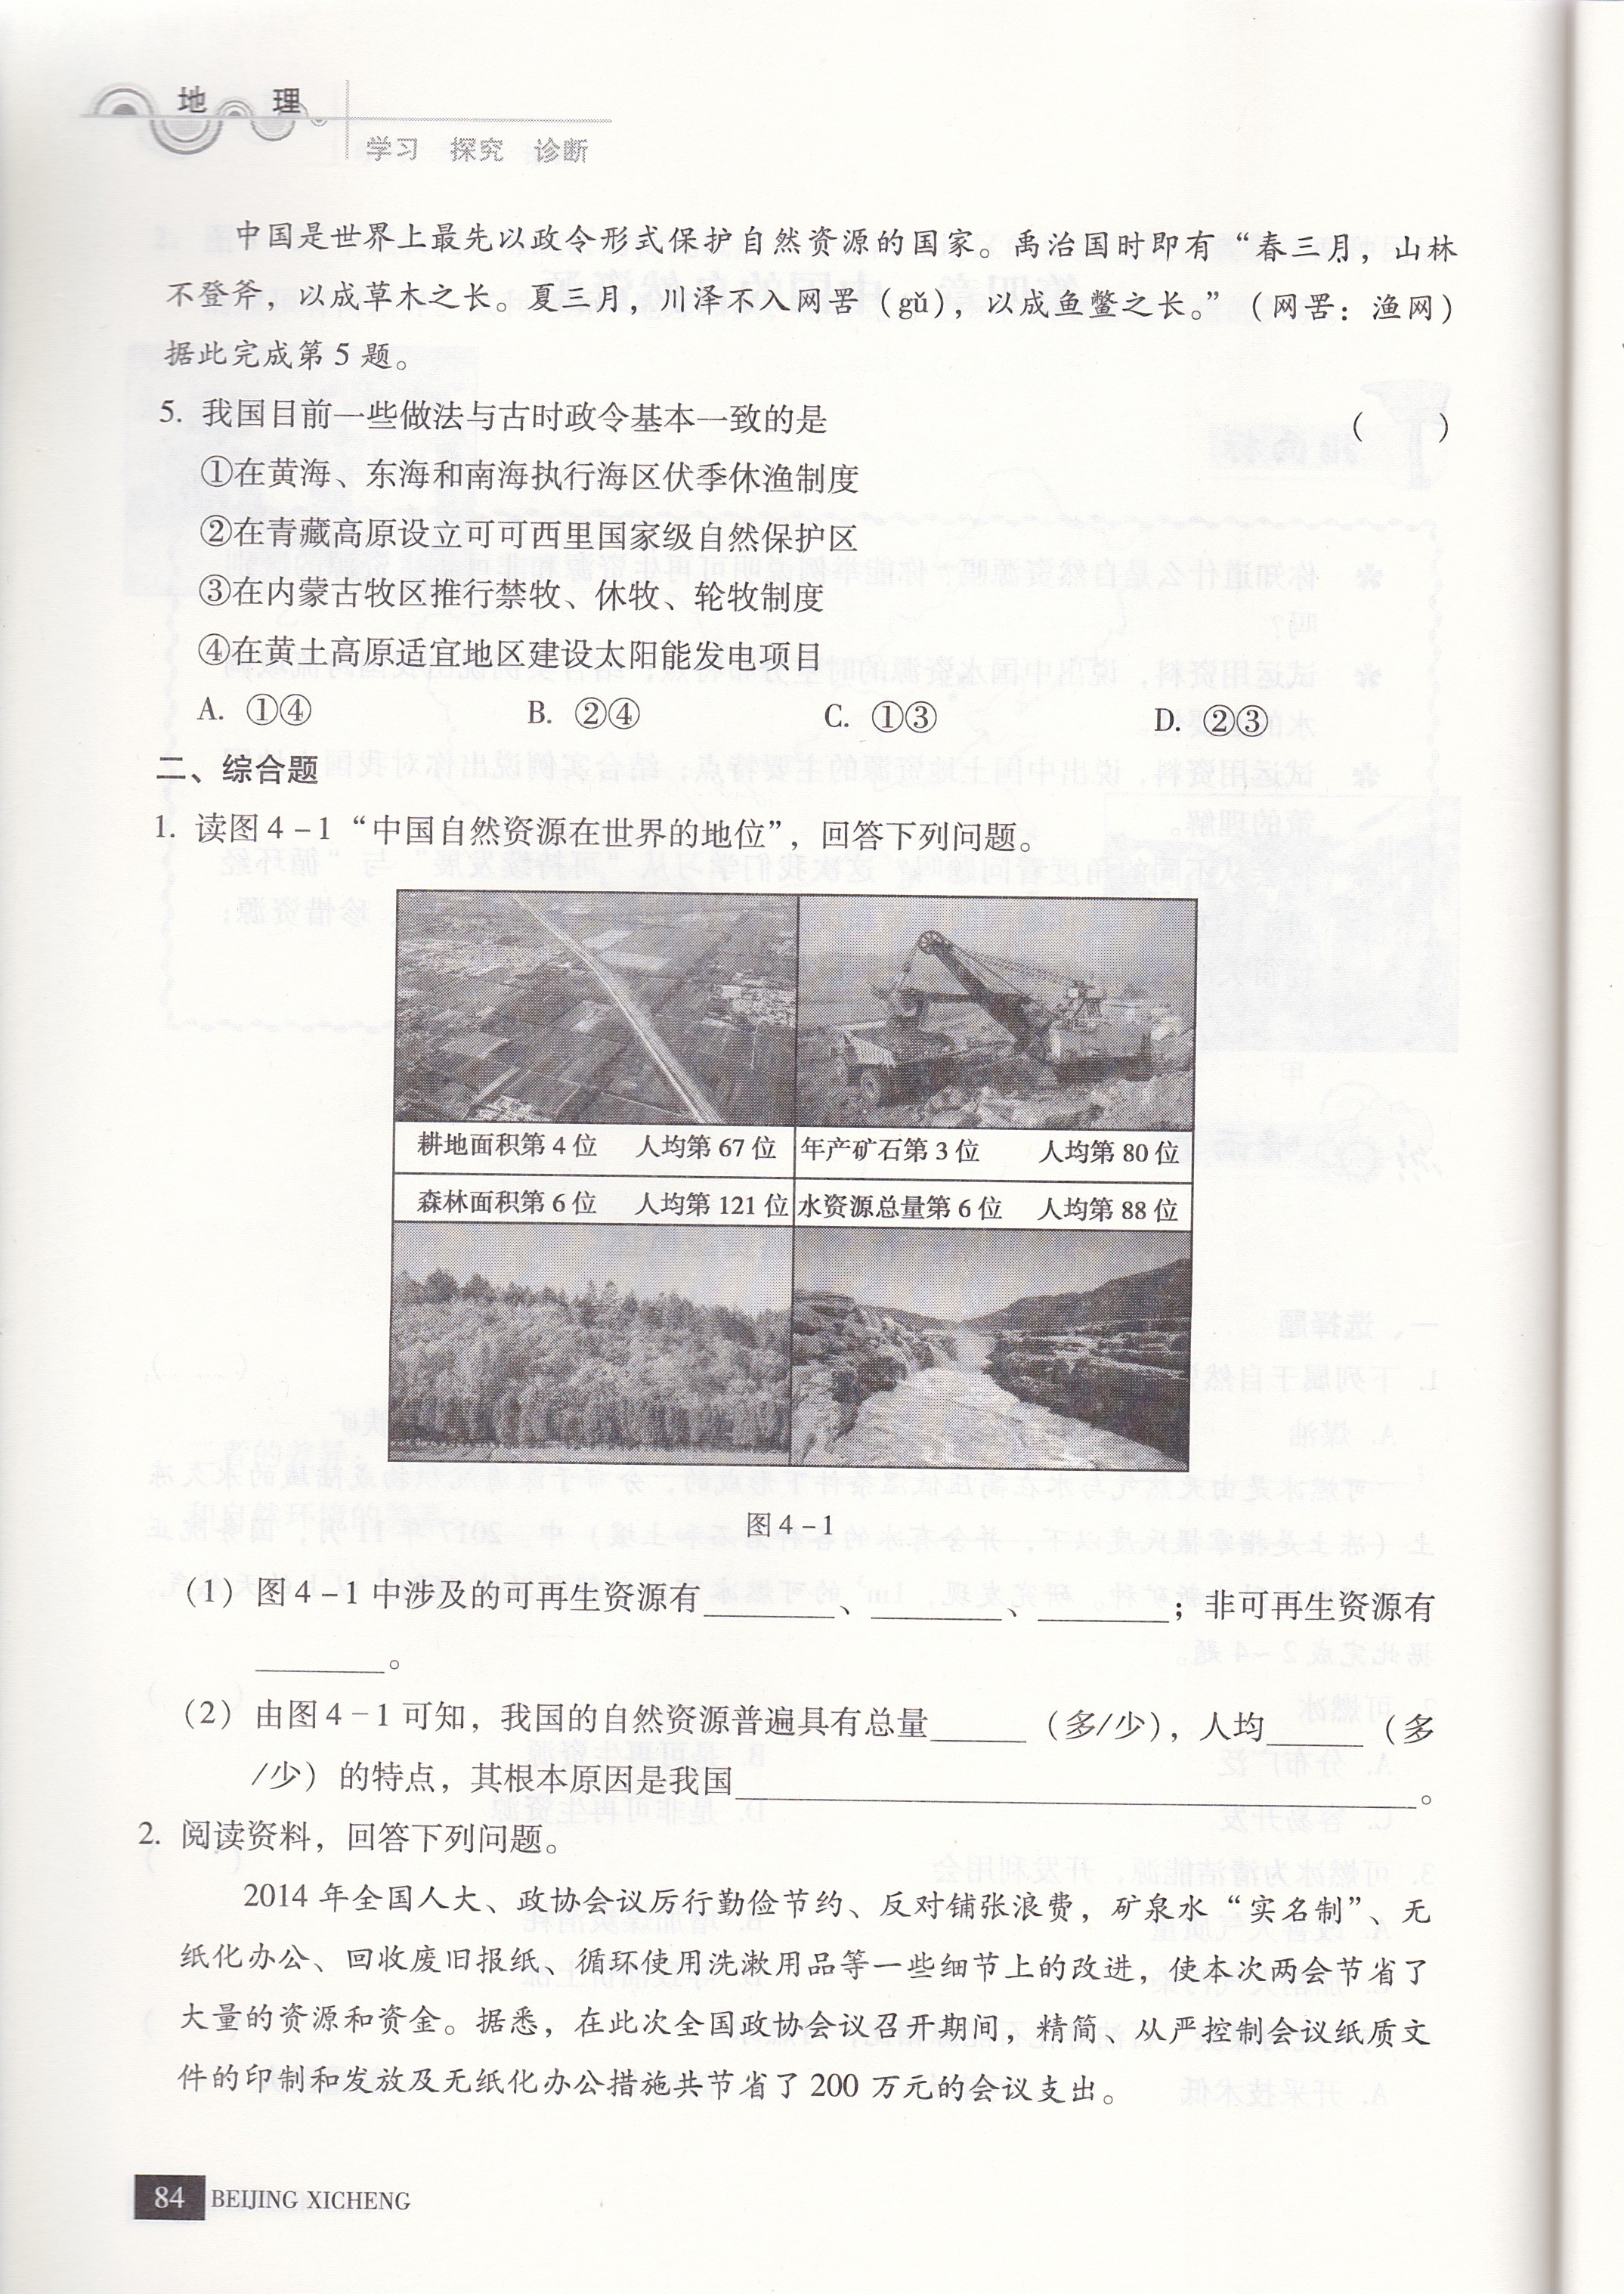 地 理
学习 探究 诊断
中国是世界上最先以政令形式保护自然资源的国家。禹治国时即有“春三月，山林
不登斧，以成草木之长。夏三月，川泽不入网罟（gǔ），以成鱼鳖之长。”（网罟：渔网）
据此完成第 5 题。
5. 我国目前一些做法与古时政令基本一致的是 （ ）
①在黄海、东海和南海执行海区伏季休渔制度
②在青藏高原设立可可西里国家级自然保护区
③在内蒙古牧区推行禁牧、休牧、轮牧制度
④在黄土高原适宜地区建设太阳能发电项目
A. ①④ B. ②④ C. ①③ D. ②③
二、综合题
1. 读图 4－1“中国自然资源在世界的地位”，回答下列问题。
耕地面积第 4 位 人均第 67 位 年产矿石第 3 位 人均第 80 位
森林面积第 6 位 人均第 121 位 水资源总量第 6 位 人均第 88 位
图 4－1
（1）图 4－1 中涉及的可再生资源有________、________、________；非可再生资源有
________。
（2）由图 4－1 可知，我国的自然资源普遍具有总量______（多/少），人均______（多
/少）的特点，其根本原因是我国________________________________________。
2. 阅读资料，回答下列问题。
2014 年全国人大、政协会议厉行勤俭节约、反对铺张浪费，矿泉水“实名制”、无
纸化办公、回收废旧报纸、循环使用洗漱用品等一些细节上的改进，使本次两会节省了
大量的资源和资金。据悉，在此次全国政协会议召开期间，精简、从严控制会议纸质文
件的印制和发放及无纸化办公措施共节省了 200 万元的会议支出。
84 BEIJING XICHENG